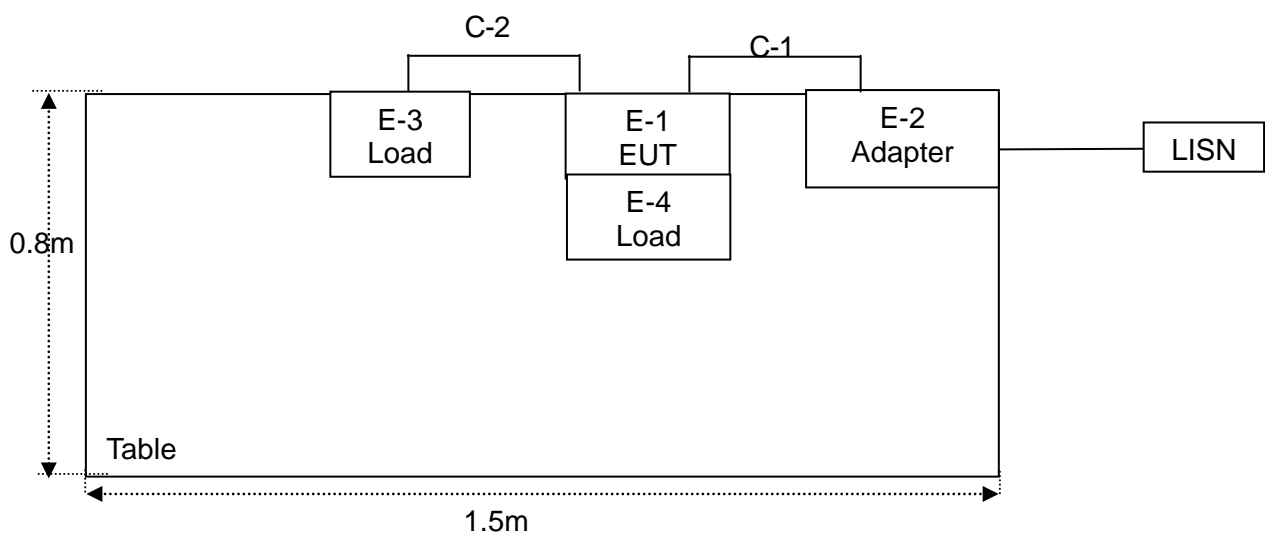 C-2
C-1
E-3
Load
E-1
EUT
E-2
Adapter
LISN
E-4
Load
0.8m
Table
1.5m